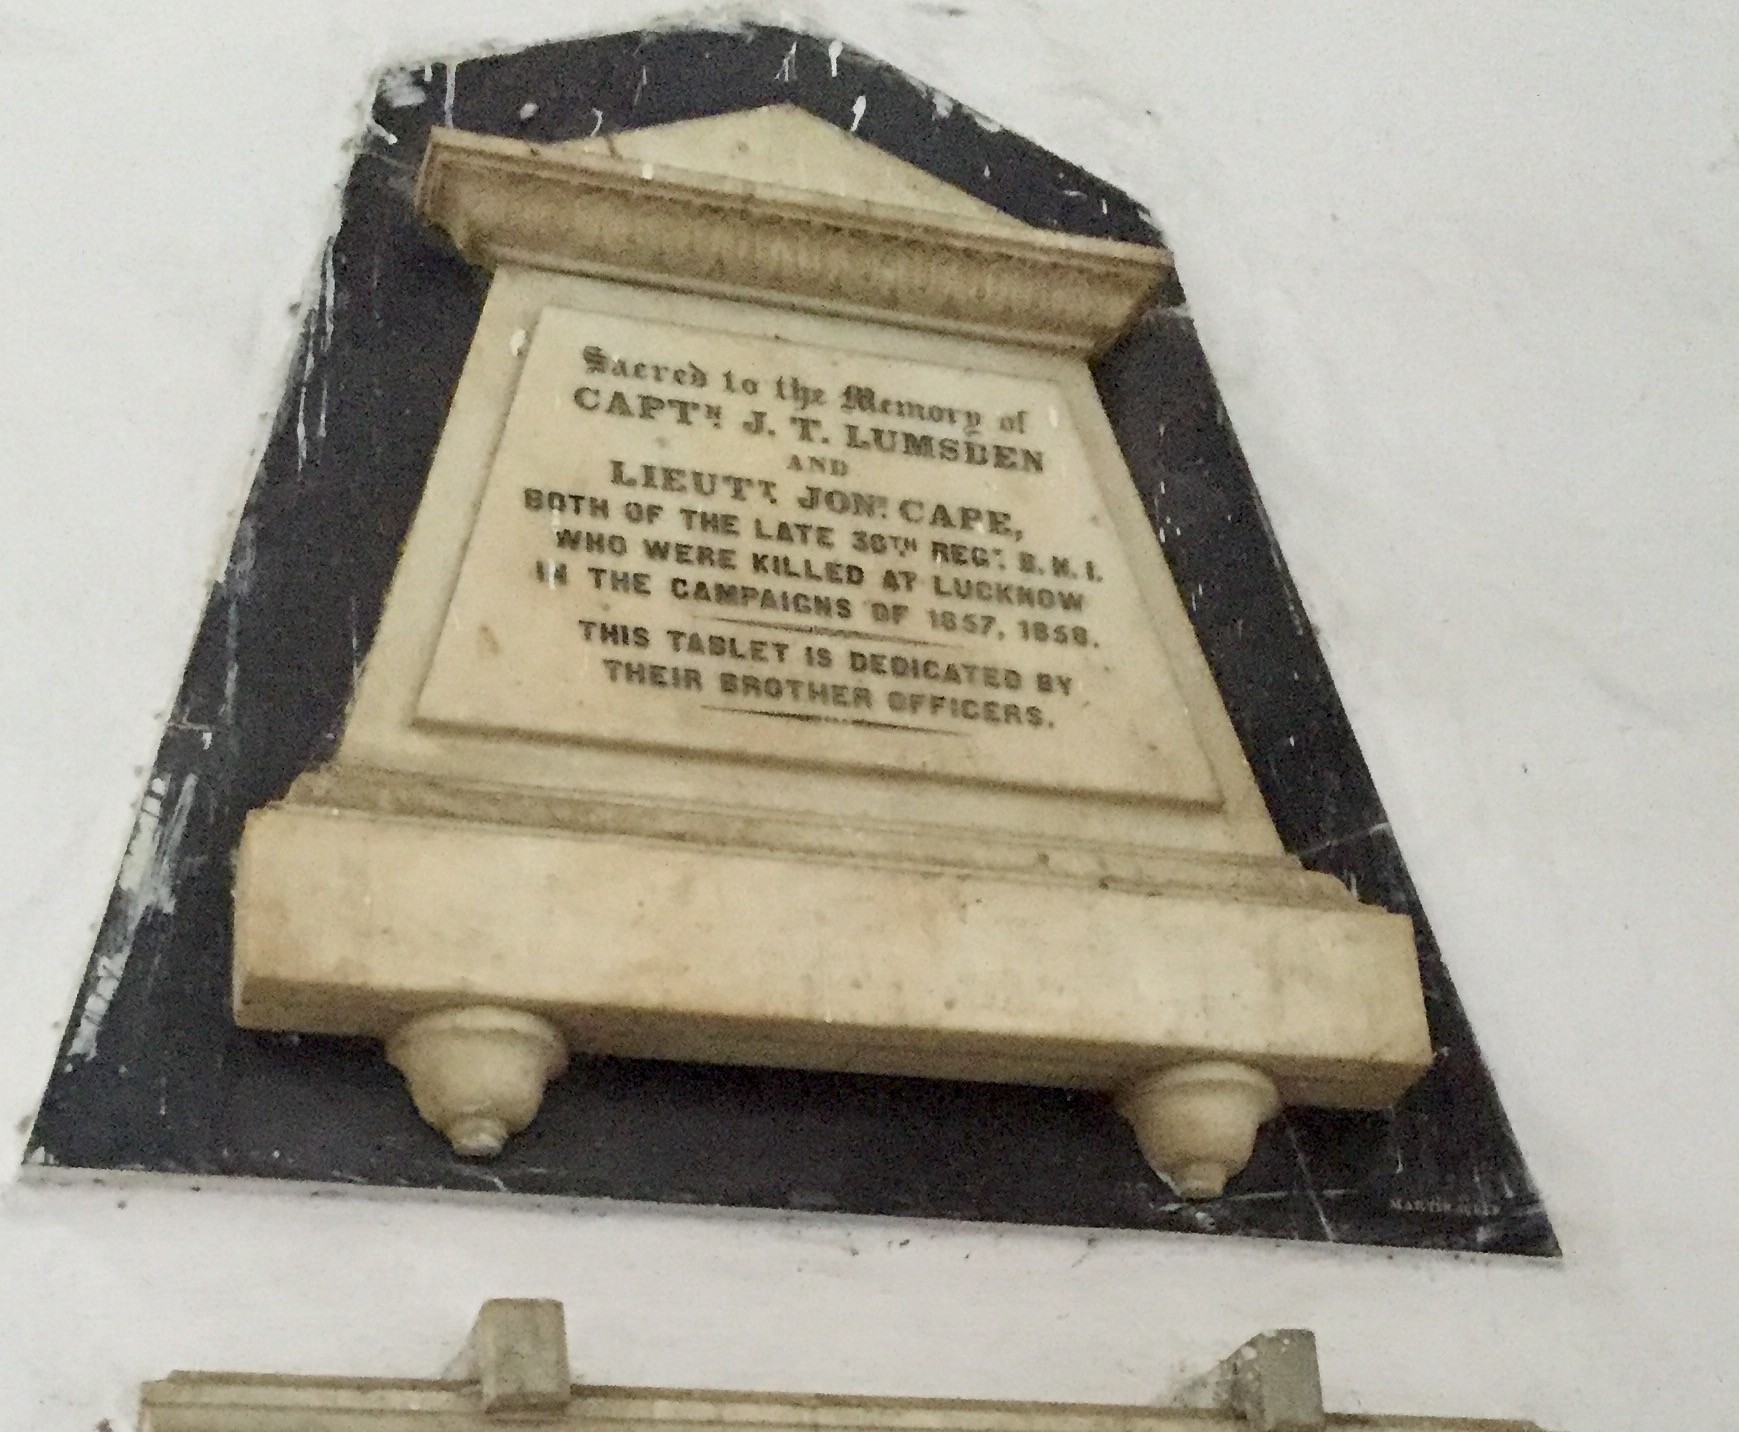 Sacred to the Memory of
CAPTN. J. T. LUMSDEN
AND
LIEUTT. JONN. CAPE,
BOTH OF THE LATE 30TH REGT. B. N. I.
WHO WERE KILLED AT LUCKNOW
IN THE CAMPAIGNS OF 1857, 1858.
THIS TABLET IS DEDICATED BY
THEIR BROTHER OFFICERS.